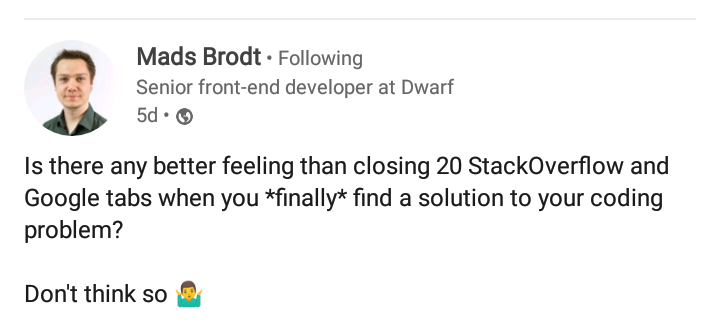 Mads Brodt • Following
Senior front-end developer at Dwarf
5d •
Is there any better feeling than closing 20 StackOverflow and
Google tabs when you *finally* find a solution to your coding
problem?
Don't think so 🤷‍♂️